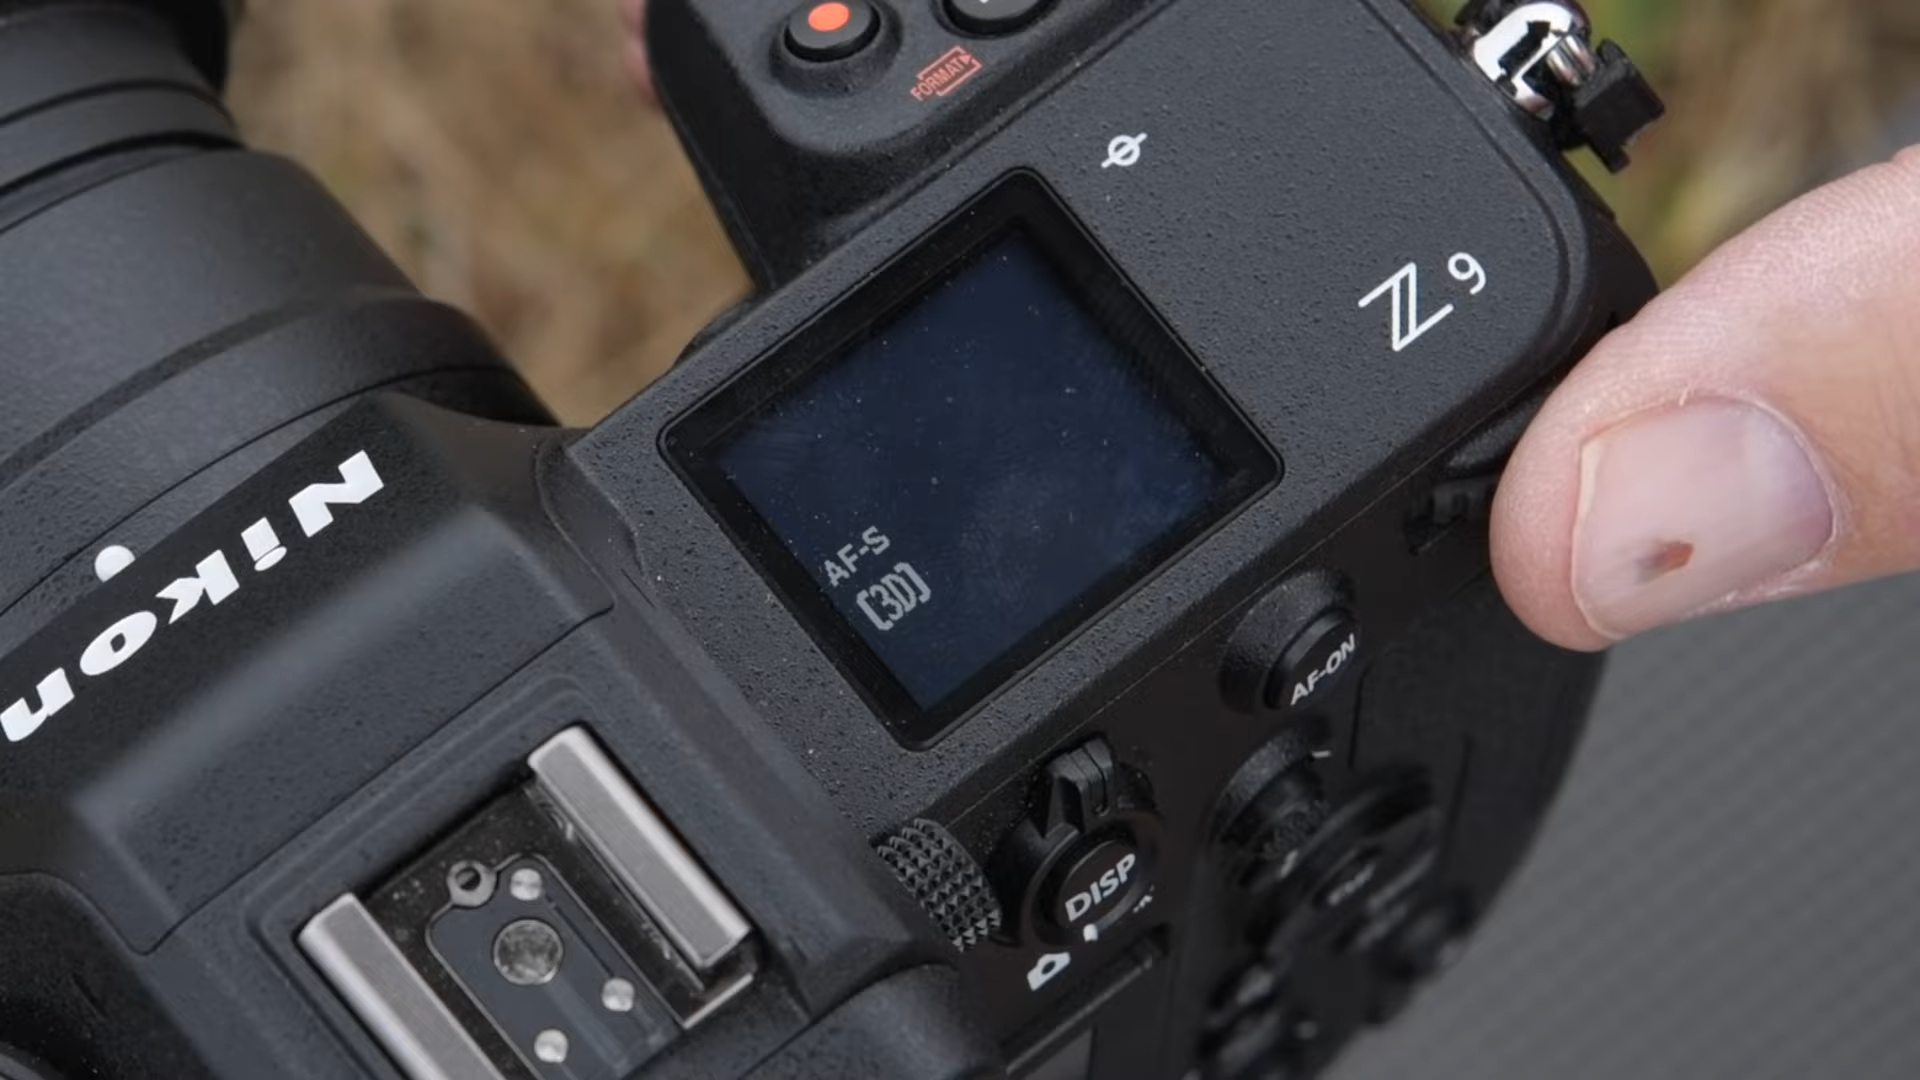 FORMAT
Z 9
Nikon
AF-S
[3D]
AF-ON
DISP